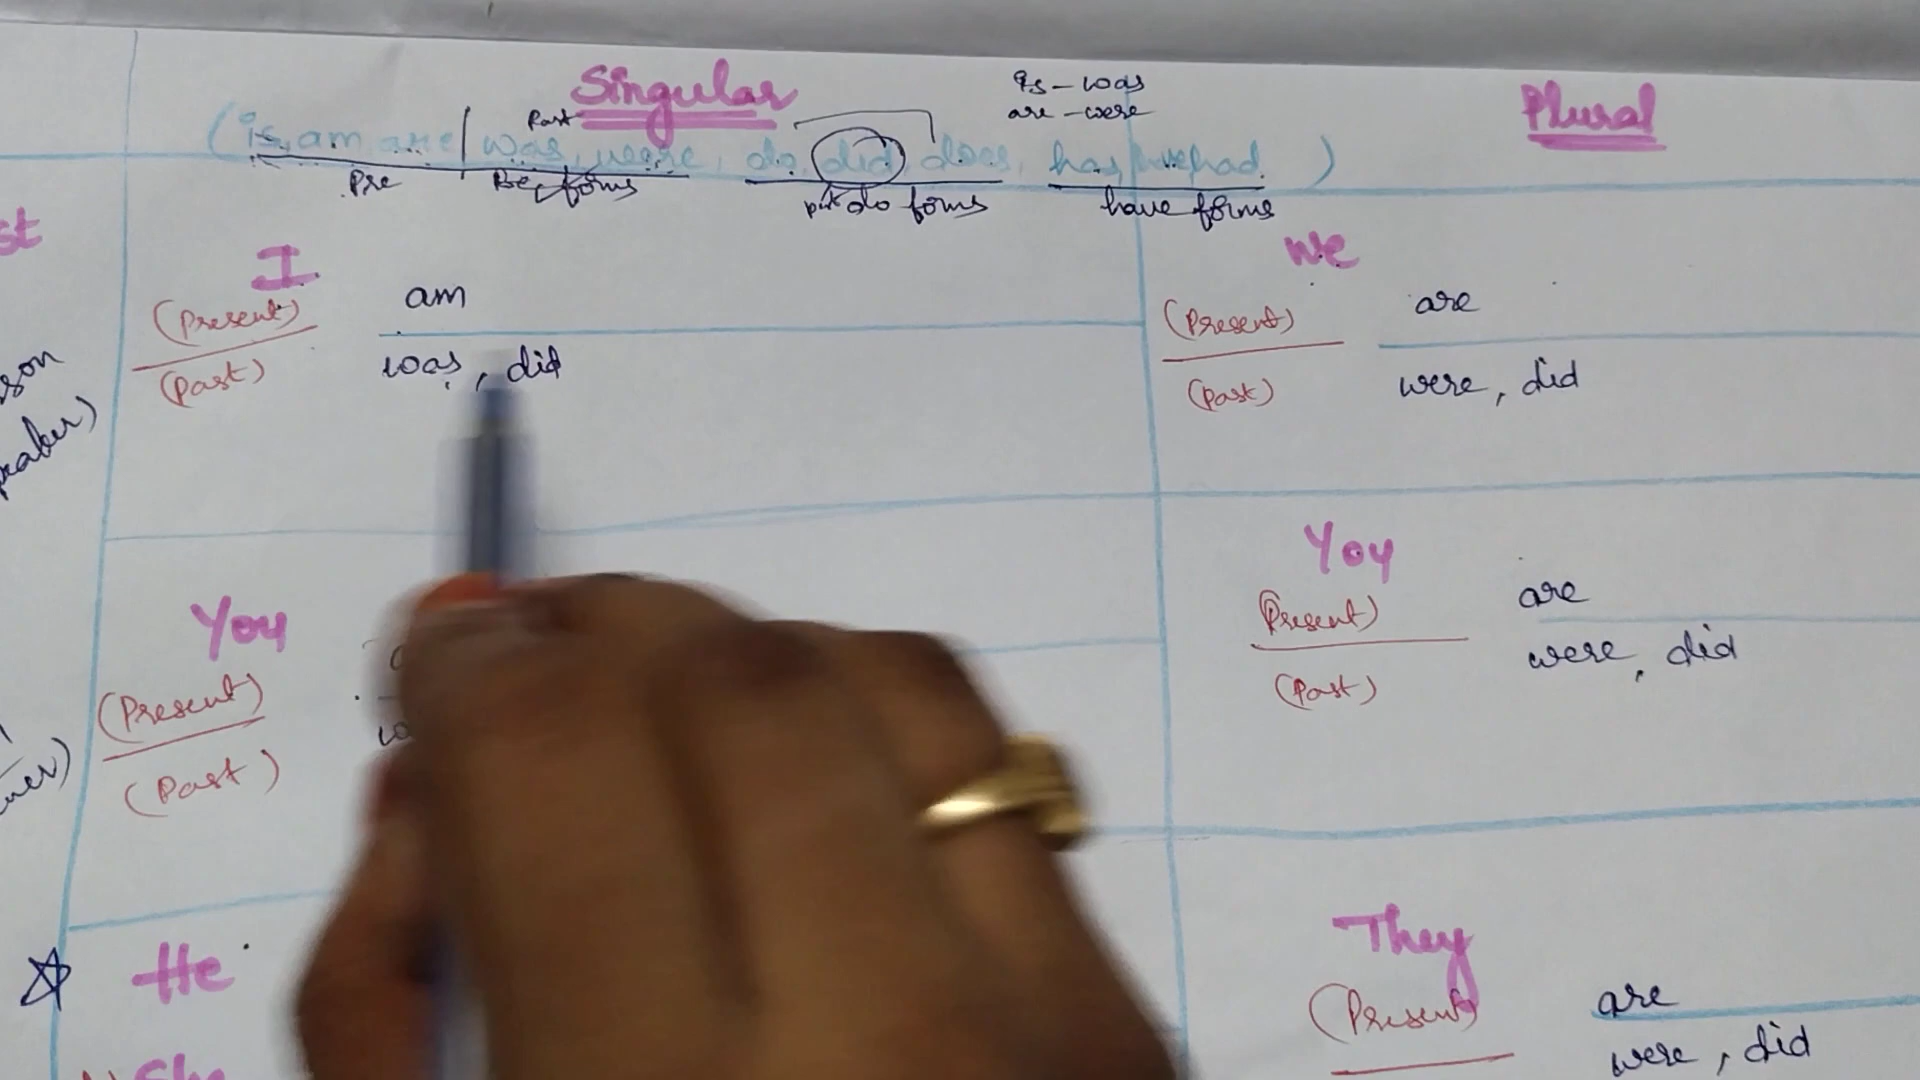 Singular
is - was
are - were
Plural
Past
(is, am are | was, were, do did does, has have had )
Pre
Be forms
do forms
have forms
st
I
We
(Present)
am
(Present)
are
(Past)
was, did
(Past)
were, did
You
You
(Present)
are
(Present)
(Past)
were, did
(Past)
He
They
(Present)
are
were, did
She